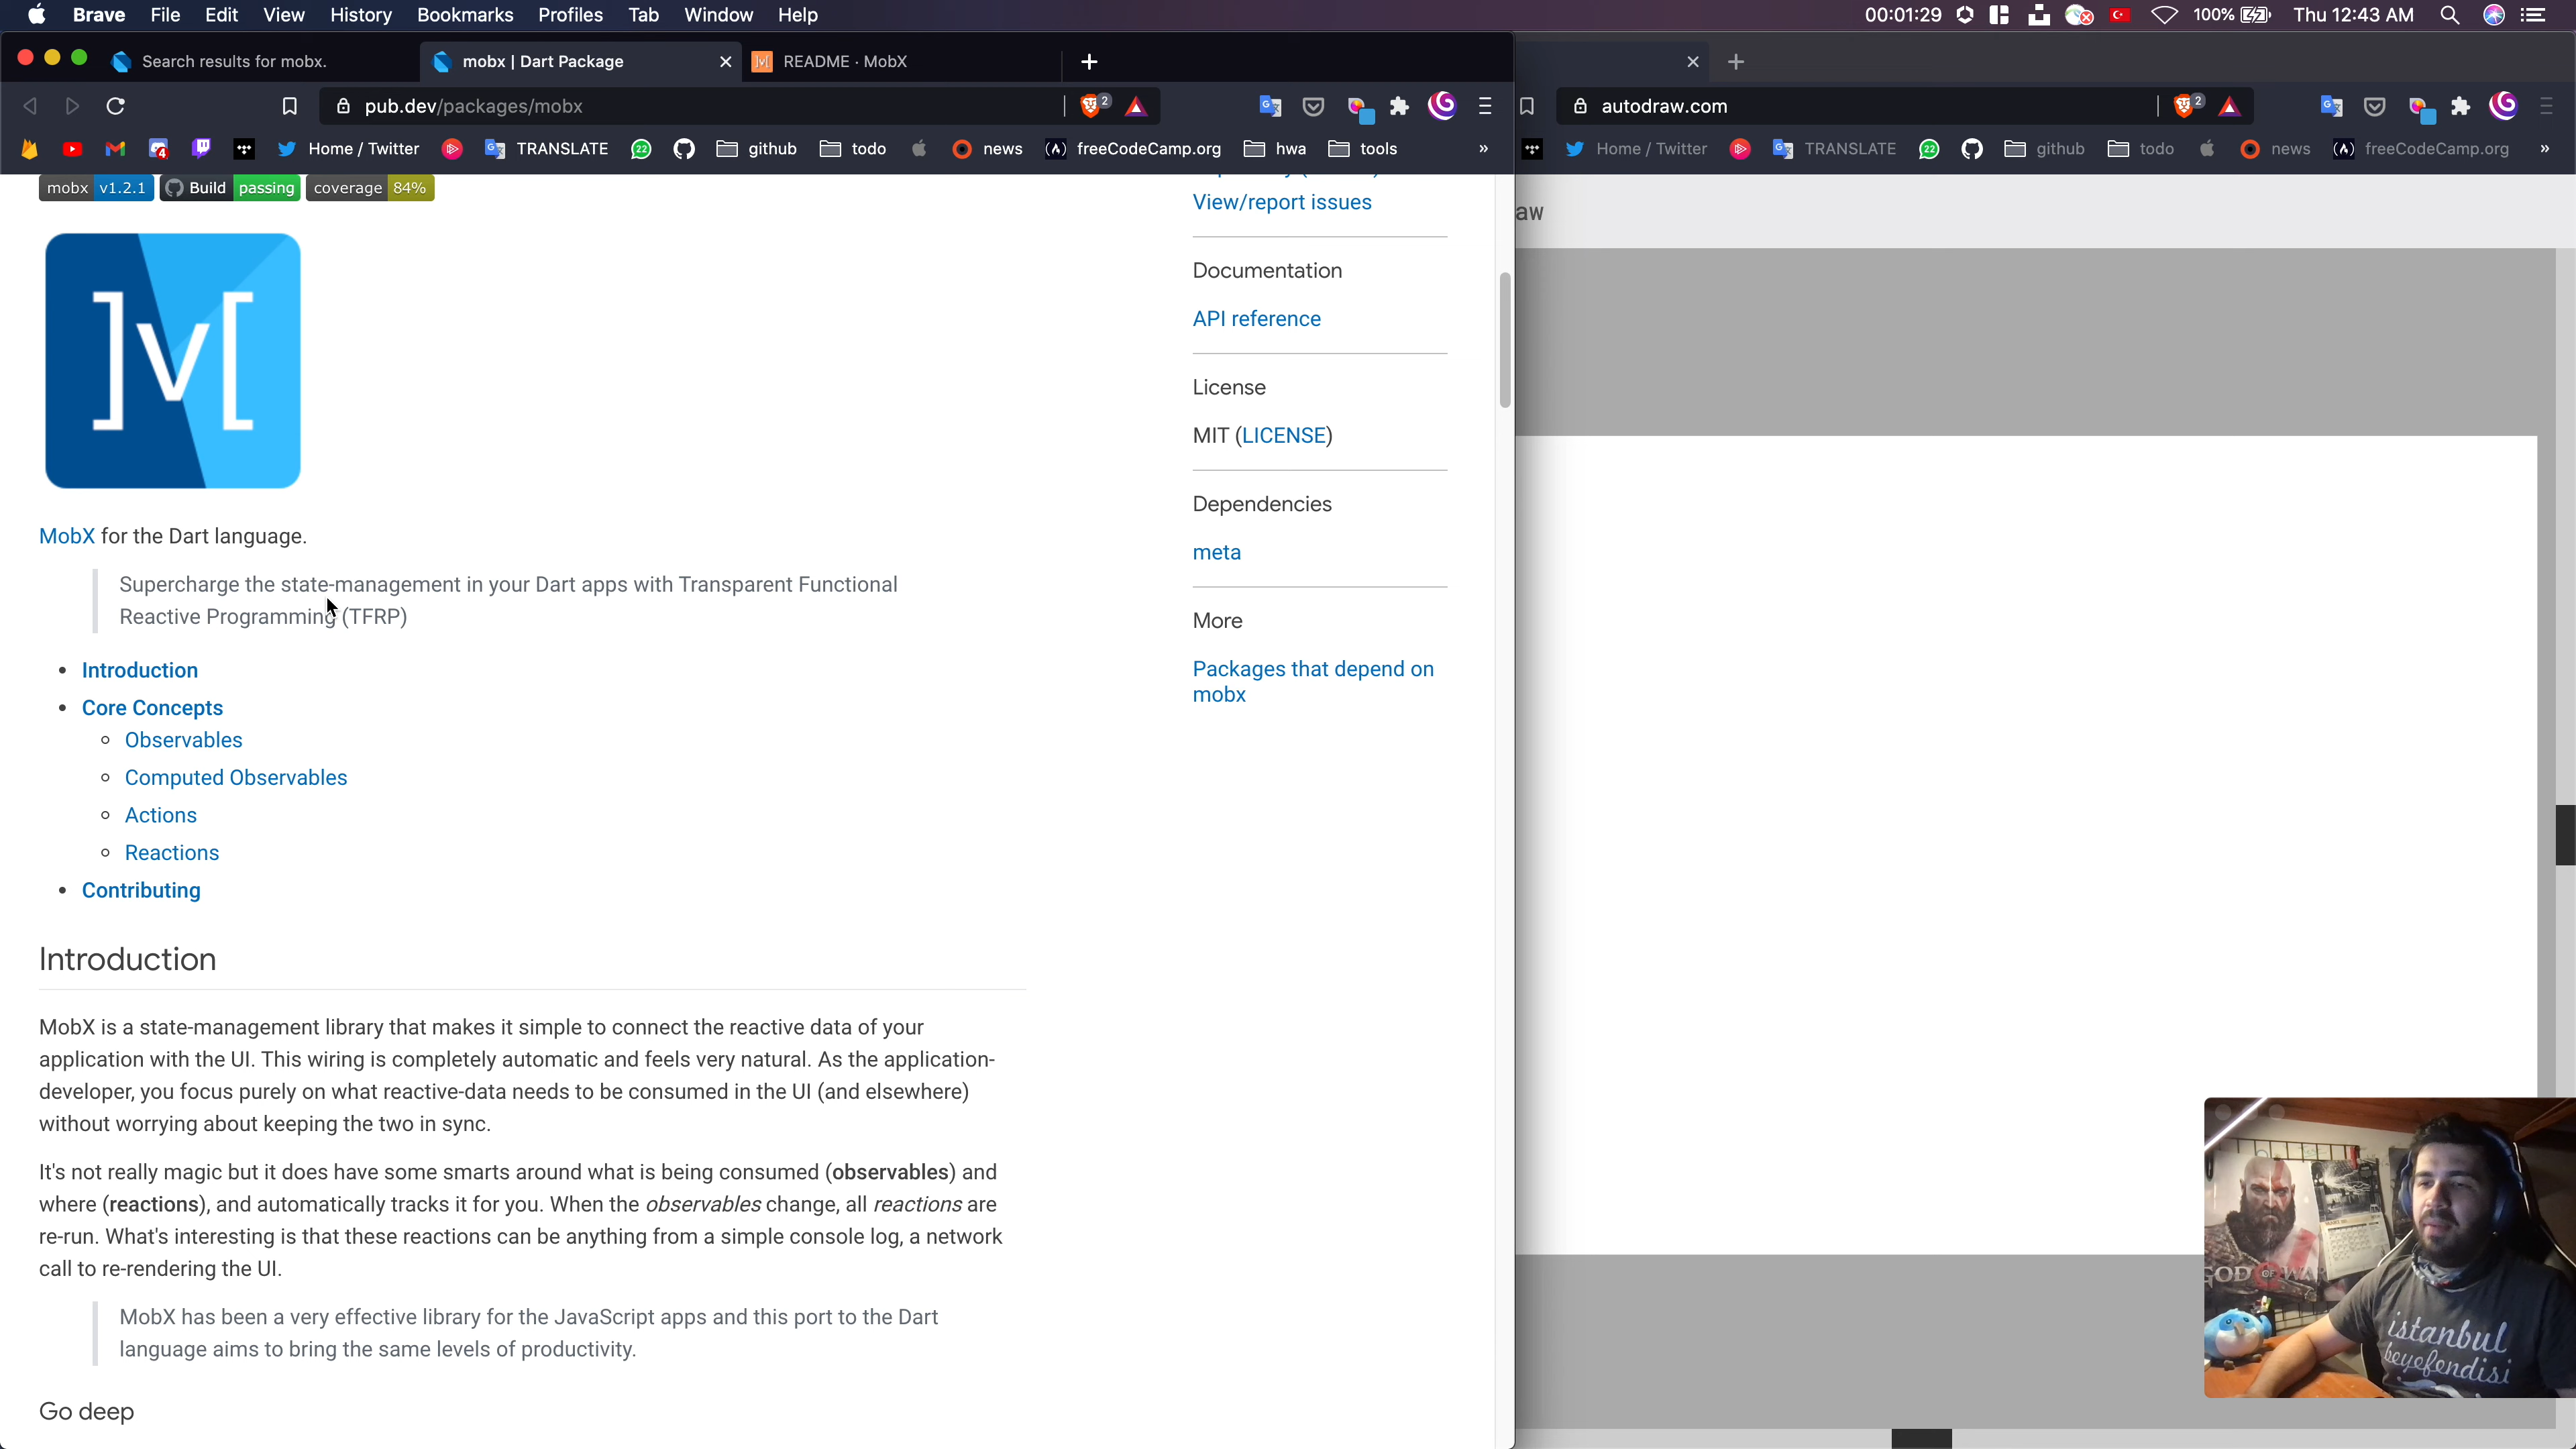 Brave File Edit View History Bookmarks Profiles Tab Window Help
00:01:29 100% Thu 12:43 AM
Search results for mobx.
mobx | Dart Package
README · MobX
pub.dev/packages/mobx
2
autodraw.com
2
4 Home / Twitter TRANSLATE 22 github todo news freeCodeCamp.org hwa tools »
Home / Twitter TRANSLATE 22 github todo news freeCodeCamp.org »
mobx v1.2.1 Build passing coverage 84%
View/report issues
aw
Documentation
API reference
License
MIT (LICENSE)
Dependencies
meta
More
Packages that depend on
mobx
MobX for the Dart language.
Supercharge the state-management in your Dart apps with Transparent Functional
Reactive Programming (TFRP)
• Introduction
• Core Concepts
Observables
Computed Observables
Actions
Reactions
• Contributing
Introduction
MobX is a state-management library that makes it simple to connect the reactive data of your
application with the UI. This wiring is completely automatic and feels very natural. As the application-
developer, you focus purely on what reactive-data needs to be consumed in the UI (and elsewhere)
without worrying about keeping the two in sync.
It's not really magic but it does have some smarts around what is being consumed (observables) and
where (reactions), and automatically tracks it for you. When the observables change, all reactions are
re-run. What's interesting is that these reactions can be anything from a simple console log, a network
call to re-rendering the UI.
MobX has been a very effective library for the JavaScript apps and this port to the Dart
language aims to bring the same levels of productivity.
Go deep
GOD OF WAR
istanbul
beyefendisi